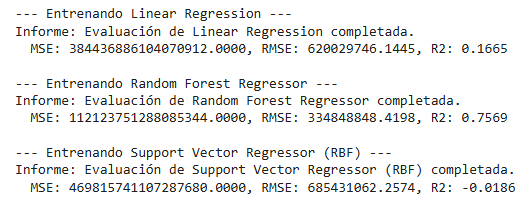 --- Entrenando Linear Regression ---
Informe: Evaluación de Linear Regression completada.
MSE: 384436886104070912.0000, RMSE: 620029746.1445, R2: 0.1665
--- Entrenando Random Forest Regressor ---
Informe: Evaluación de Random Forest Regressor completada.
MSE: 112123751288085344.0000, RMSE: 334848848.4198, R2: 0.7569
--- Entrenando Support Vector Regressor (RBF) ---
Informe: Evaluación de Support Vector Regressor (RBF) completada.
MSE: 469815741107287680.0000, RMSE: 685431062.2574, R2: -0.0186